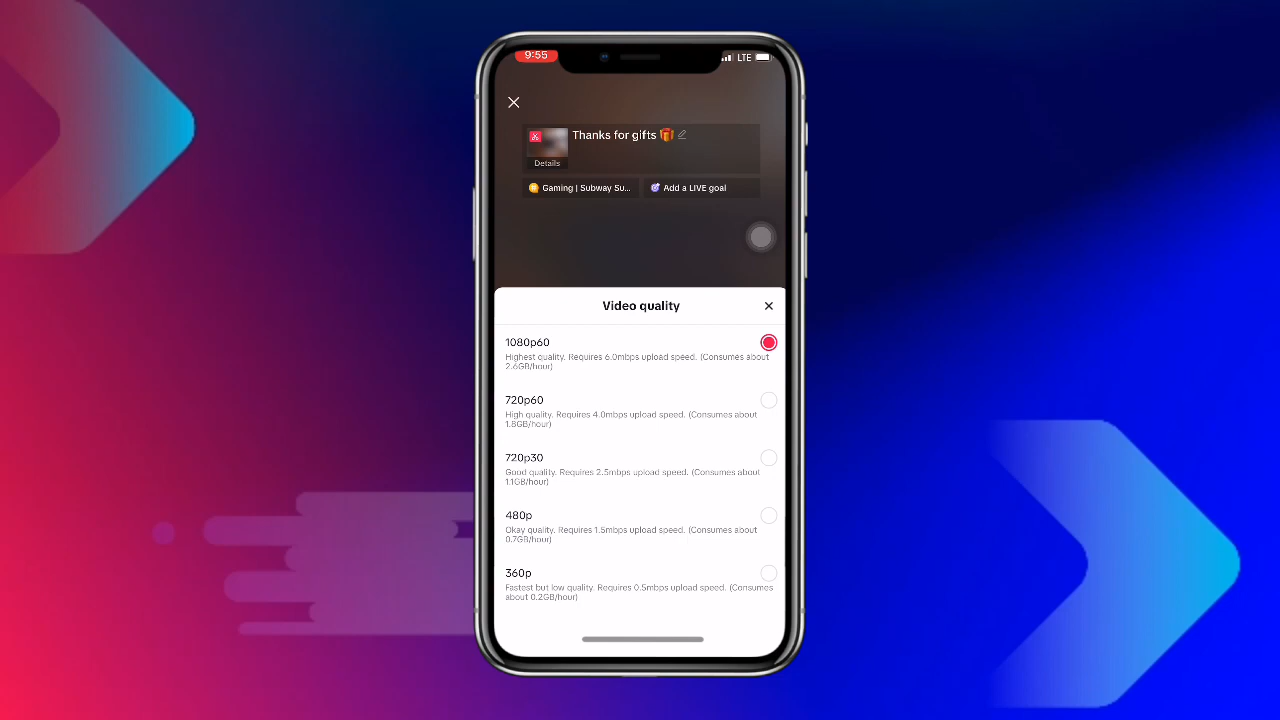 9:55
LTE
Thanks for gifts 🎁
Details
Gaming | Subway Su...
Add a LIVE goal
Video quality
1080p60
Highest quality. Requires 6.0mbps upload speed. (Consumes about
2.6GB/hour)
720p60
High quality. Requires 4.0mbps upload speed. (Consumes about
1.8GB/hour)
720p30
Good quality. Requires 2.5mbps upload speed. (Consumes about
1.1GB/hour)
480p
Okay quality. Requires 1.5mbps upload speed. (Consumes about
0.7GB/hour)
360p
Fastest but low quality. Requires 0.5mbps upload speed. (Consumes
about 0.2GB/hour)